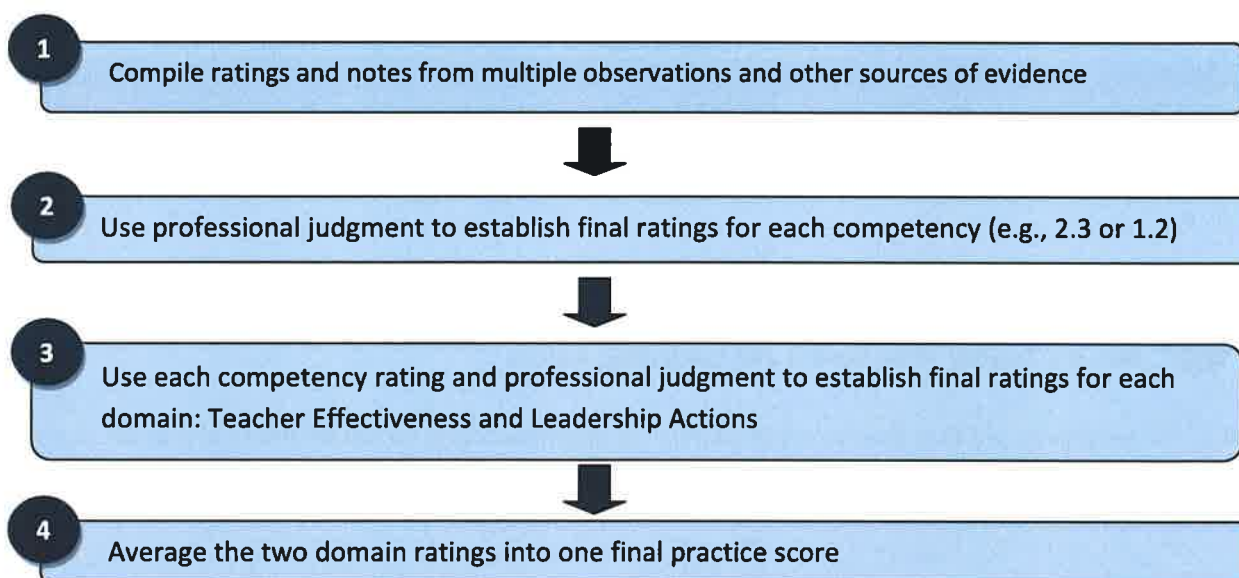 1
Compile ratings and notes from multiple observations and other sources of evidence
2
Use professional judgment to establish final ratings for each competency (e.g., 2.3 or 1.2)
3
Use each competency rating and professional judgment to establish final ratings for each
domain: Teacher Effectiveness and Leadership Actions
4
Average the two domain ratings into one final practice score